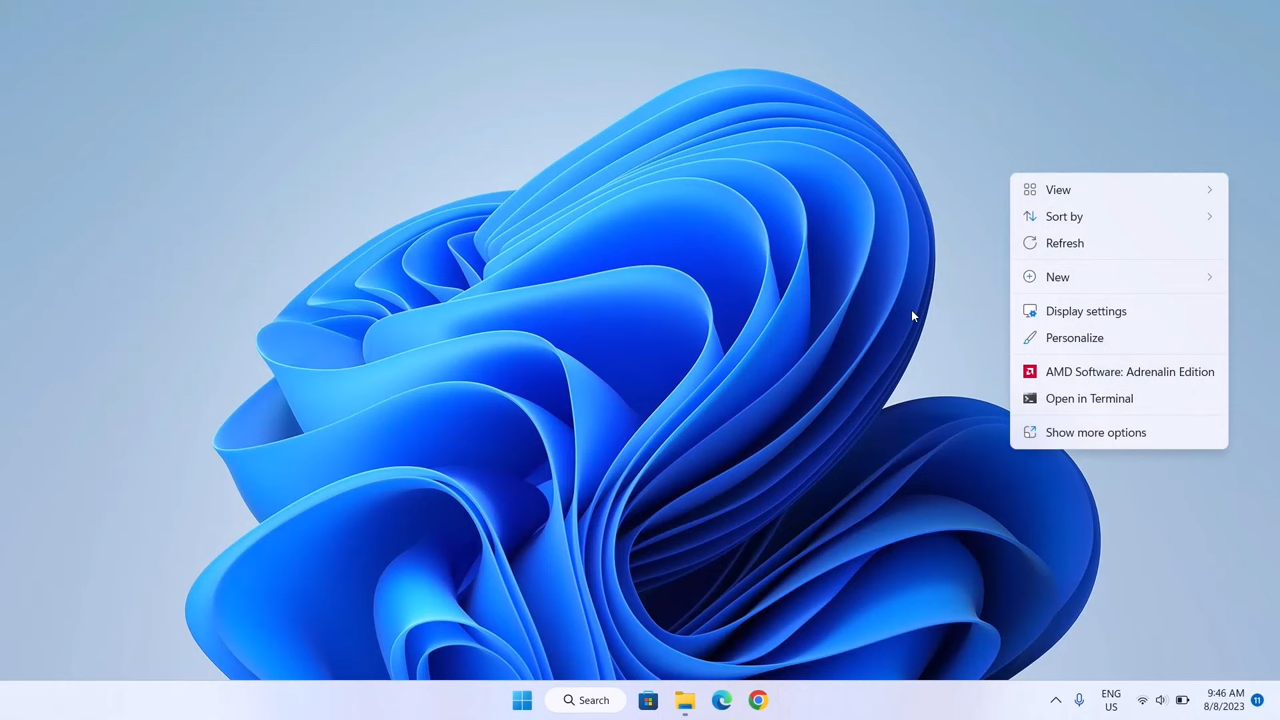 View
Sort by
Refresh
New
Display settings
Personalize
AMD Software: Adrenalin Edition
Open in Terminal
Show more options
Search
ENG
US
9:46 AM
8/8/2023
11